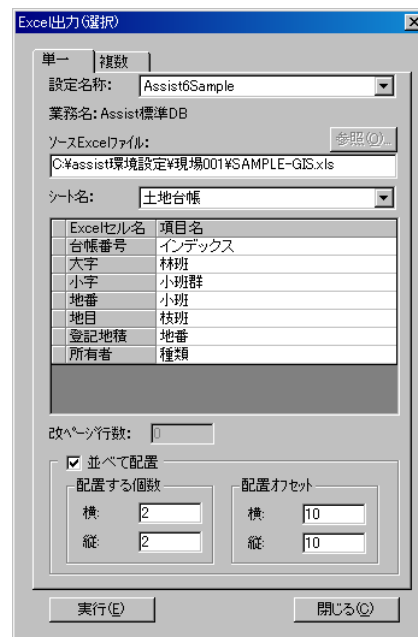 Excel出力(選択)
単一 複数
設定名称: Assist6Sample
業務名: Assist標準DB
ソースExcelファイル: 参照(O)...
C:¥assist環境設定¥現場001¥SAMPLE-GIS.xls
シート名: 土地台帳
Excelセル名 項目名
台帳番号 インデックス
大字 林班
小字 小班群
地番 小班
地目 枝班
登記地積 地番
所有者 種類
改ページ行数: 0
並べて配置
配置する個数 配置オフセット
横: 2 横: 10
縦: 2 縦: 10
実行(E) 閉じる(C)